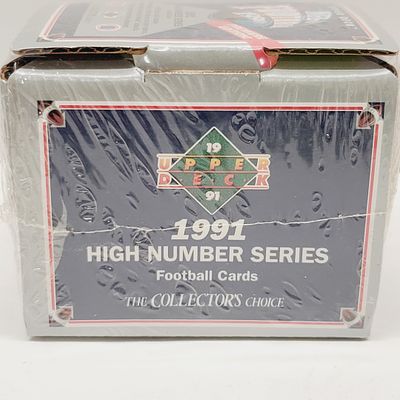 19
UPPER
DECK
91
1991
HIGH NUMBER SERIES
Football Cards
THE COLLECTOR'S CHOICE